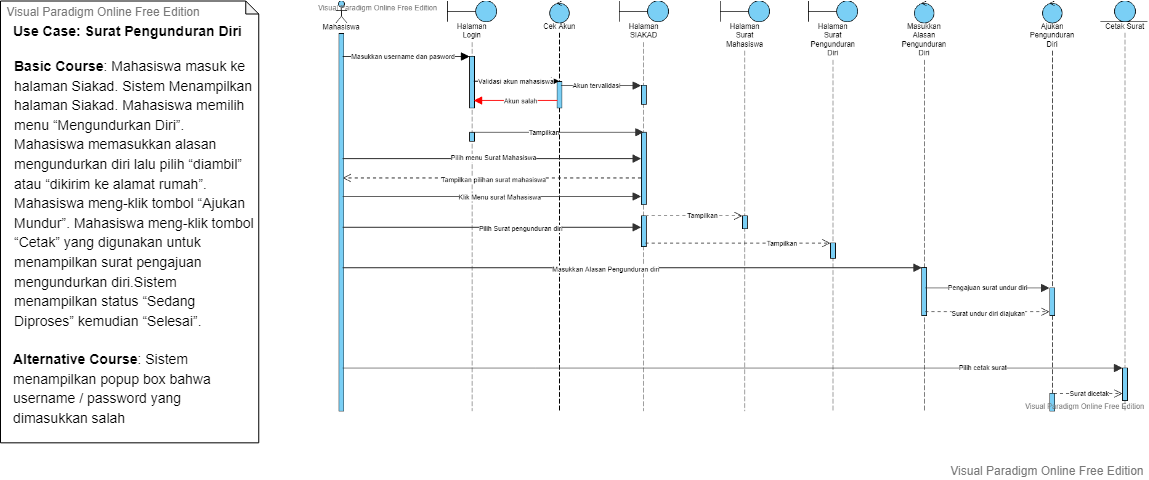 Visual Paradigm Online Free Edition
Use Case: Surat Pengunduran Diri
Basic Course: Mahasiswa masuk ke
halaman Siakad. Sistem Menampilkan
halaman Siakad. Mahasiswa memilih
menu “Mengundurkan Diri”.
Mahasiswa memasukkan alasan
mengundurkan diri lalu pilih “diambil”
atau “dikirim ke alamat rumah”.
Mahasiswa meng-klik tombol “Ajukan
Mundur”. Mahasiswa meng-klik tombol
“Cetak” yang digunakan untuk
menampilkan surat pengajuan
mengundurkan diri.Sistem
menampilkan status “Sedang
Diproses” kemudian “Selesai”.
Alternative Course: Sistem
menampilkan popup box bahwa
username / password yang
dimasukkan salah
Visual Paradigm Online Free Edition
Mahasiswa
Halaman
Login
Cek Akun
Halaman
SIAKAD
Halaman
Surat
Mahasiswa
Halaman
Surat
Pengunduran
Diri
Masukkan
Alasan
Pengunduran
Diri
Ajukan
Pengunduran
Diri
Cetak Surat
Masukkan username dan pasword
Validasi akun mahasiswa
Akun tervalidasi
Akun salah
Tampilkan
Pilih menu Surat Mahasiswa
Tampilkan pilihan surat mahasiswa
Klik Menu surat Mahasiswa
Tampilkan
Pilih Surat pengunduran diri
Tampilkan
Masukkan Alasan Pengunduran diri
Pengajuan surat undur diri
Surat undur diri diajukan
Pilih cetak surat
Surat dicetak
Visual Paradigm Online Free Edition
Visual Paradigm Online Free Edition